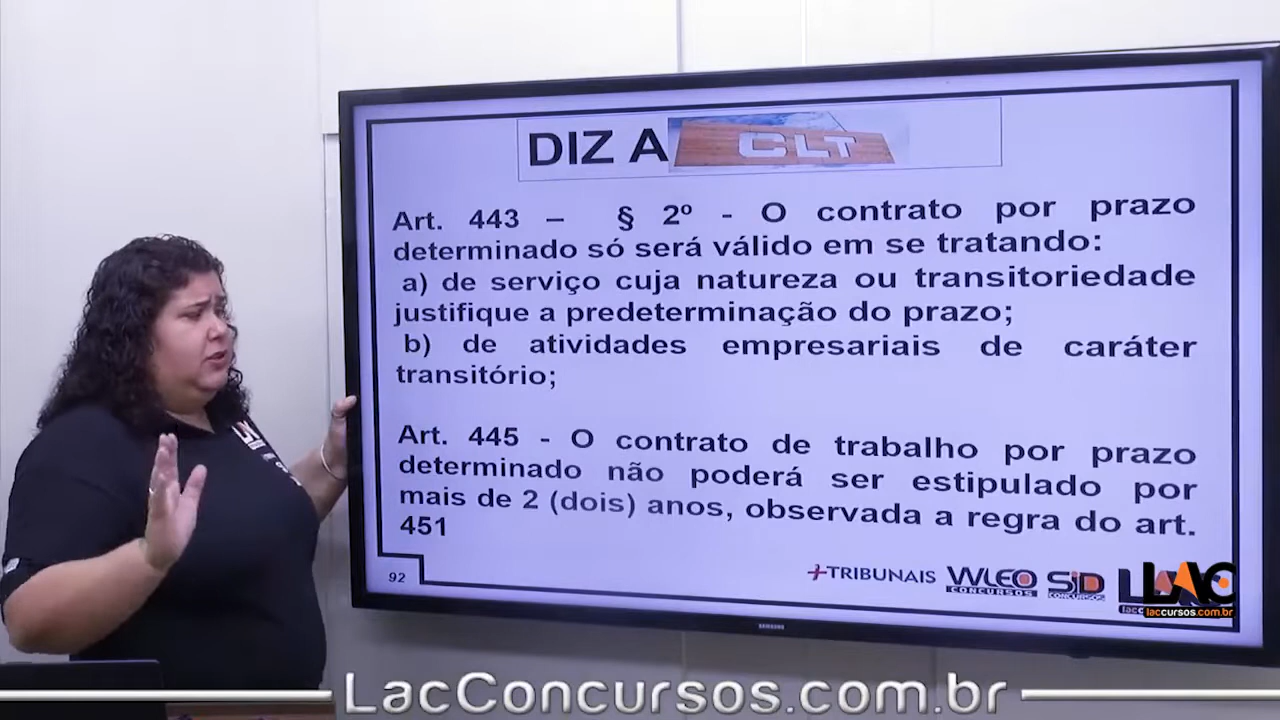 DIZ A CLT
Art. 443 – § 2º - O contrato por prazo
determinado só será válido em se tratando:
a) de serviço cuja natureza ou transitoriedade
justifique a predeterminação do prazo;
b) de atividades empresariais de caráter
transitório;
Art. 445 - O contrato de trabalho por prazo
determinado não poderá ser estipulado por
mais de 2 (dois) anos, observada a regra do art.
451
92
+TRIBUNAIS
WLEO
CONCURSOS
SID
CONCURSOS
LAC
laccursos.com.br
SAMSUNG
LacConcursos.com.br